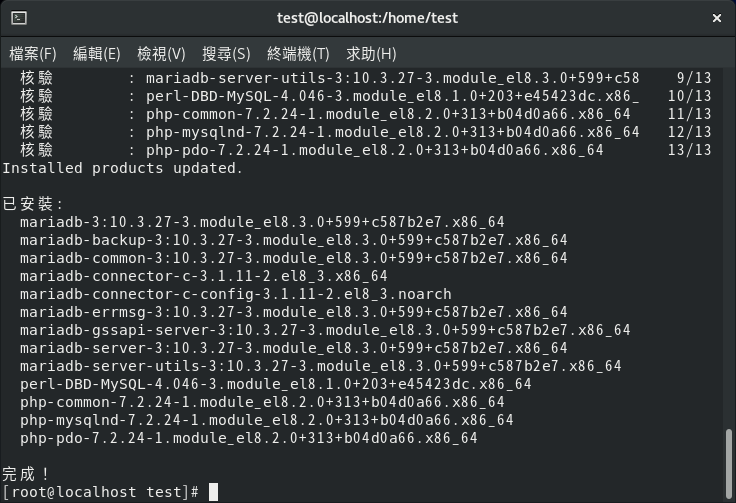 test@localhost:/home/test
檔案(F) 編輯(E) 檢視(V) 搜尋(S) 終端機(T) 求助(H)
核驗 : mariadb-server-utils-3:10.3.27-3.module_el8.3.0+599+c58 9/13
核驗 : perl-DBD-MySQL-4.046-3.module_el8.1.0+203+e45423dc.x86_ 10/13
核驗 : php-common-7.2.24-1.module_el8.2.0+313+b04d0a66.x86_64 11/13
核驗 : php-mysqlnd-7.2.24-1.module_el8.2.0+313+b04d0a66.x86_64 12/13
核驗 : php-pdo-7.2.24-1.module_el8.2.0+313+b04d0a66.x86_64 13/13
Installed products updated.
已安裝:
mariadb-3:10.3.27-3.module_el8.3.0+599+c587b2e7.x86_64
mariadb-backup-3:10.3.27-3.module_el8.3.0+599+c587b2e7.x86_64
mariadb-common-3:10.3.27-3.module_el8.3.0+599+c587b2e7.x86_64
mariadb-connector-c-3.1.11-2.el8_3.x86_64
mariadb-connector-c-config-3.1.11-2.el8_3.noarch
mariadb-errmsg-3:10.3.27-3.module_el8.3.0+599+c587b2e7.x86_64
mariadb-gssapi-server-3:10.3.27-3.module_el8.3.0+599+c587b2e7.x86_64
mariadb-server-3:10.3.27-3.module_el8.3.0+599+c587b2e7.x86_64
mariadb-server-utils-3:10.3.27-3.module_el8.3.0+599+c587b2e7.x86_64
perl-DBD-MySQL-4.046-3.module_el8.1.0+203+e45423dc.x86_64
php-common-7.2.24-1.module_el8.2.0+313+b04d0a66.x86_64
php-mysqlnd-7.2.24-1.module_el8.2.0+313+b04d0a66.x86_64
php-pdo-7.2.24-1.module_el8.2.0+313+b04d0a66.x86_64
完成！
[root@localhost test]#